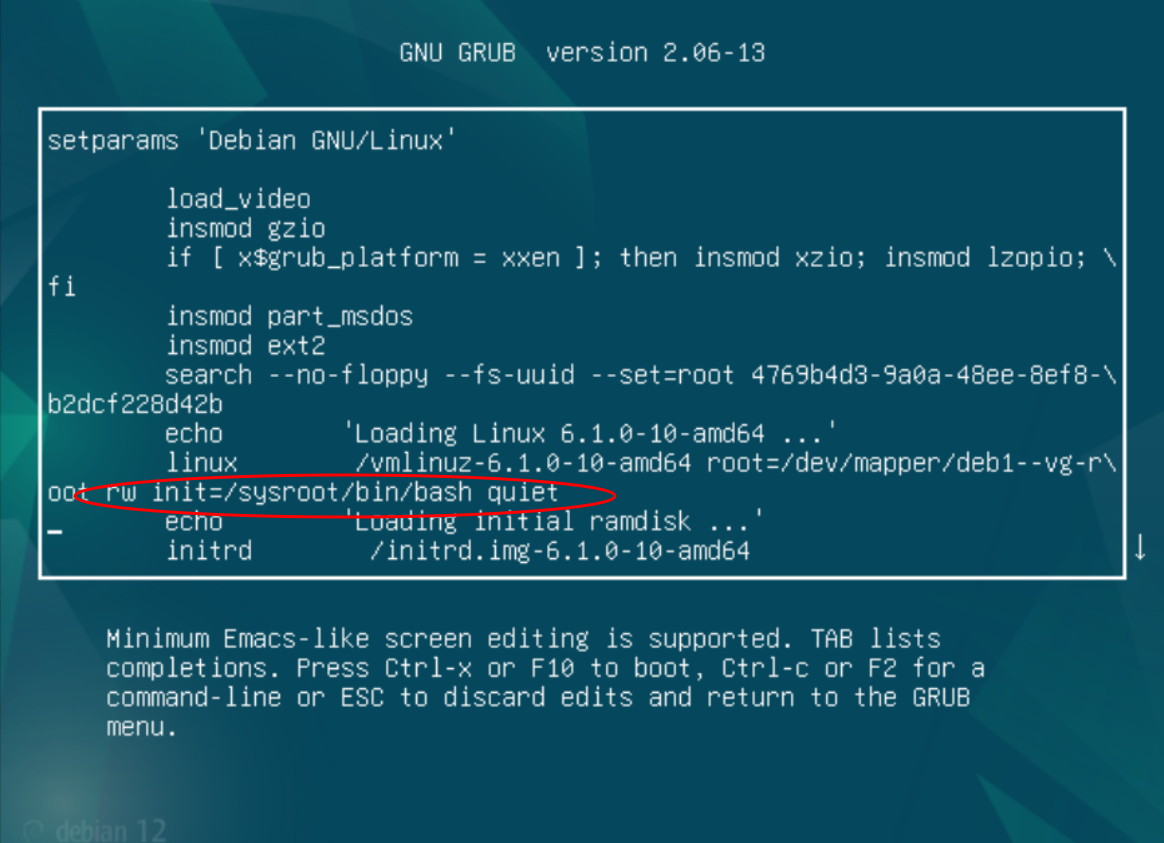 GNU GRUB  version 2.06-13
setparams 'Debian GNU/Linux'
load_video
insmod gzio
if [ x$grub_platform = xxen ]; then insmod xzio; insmod lzopio; \
fi
insmod part_msdos
insmod ext2
search --no-floppy --fs-uuid --set=root 4769b4d3-9a0a-48ee-8ef8-\
b2dcf228d42b
echo 'Loading Linux 6.1.0-10-amd64 ...'
linux /vmlinuz-6.1.0-10-amd64 root=/dev/mapper/deb1--vg-r\
oot rw init=/sysroot/bin/bash quiet
echo 'Loading initial ramdisk ...'
initrd /initrd.img-6.1.0-10-amd64
Minimum Emacs-like screen editing is supported. TAB lists
completions. Press Ctrl-x or F10 to boot, Ctrl-c or F2 for a
command-line or ESC to discard edits and return to the GRUB
menu.
debian 12